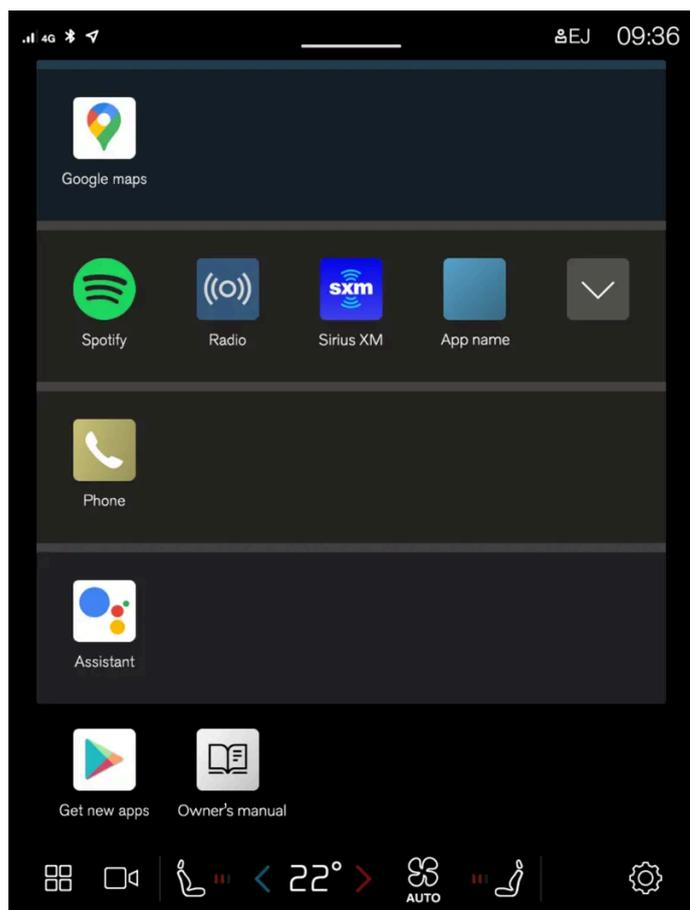 4G EJ 09:36
Google maps
sxm
Spotify Radio Sirius XM App name
Phone
Assistant
Get new apps Owner's manual
22°
AUTO